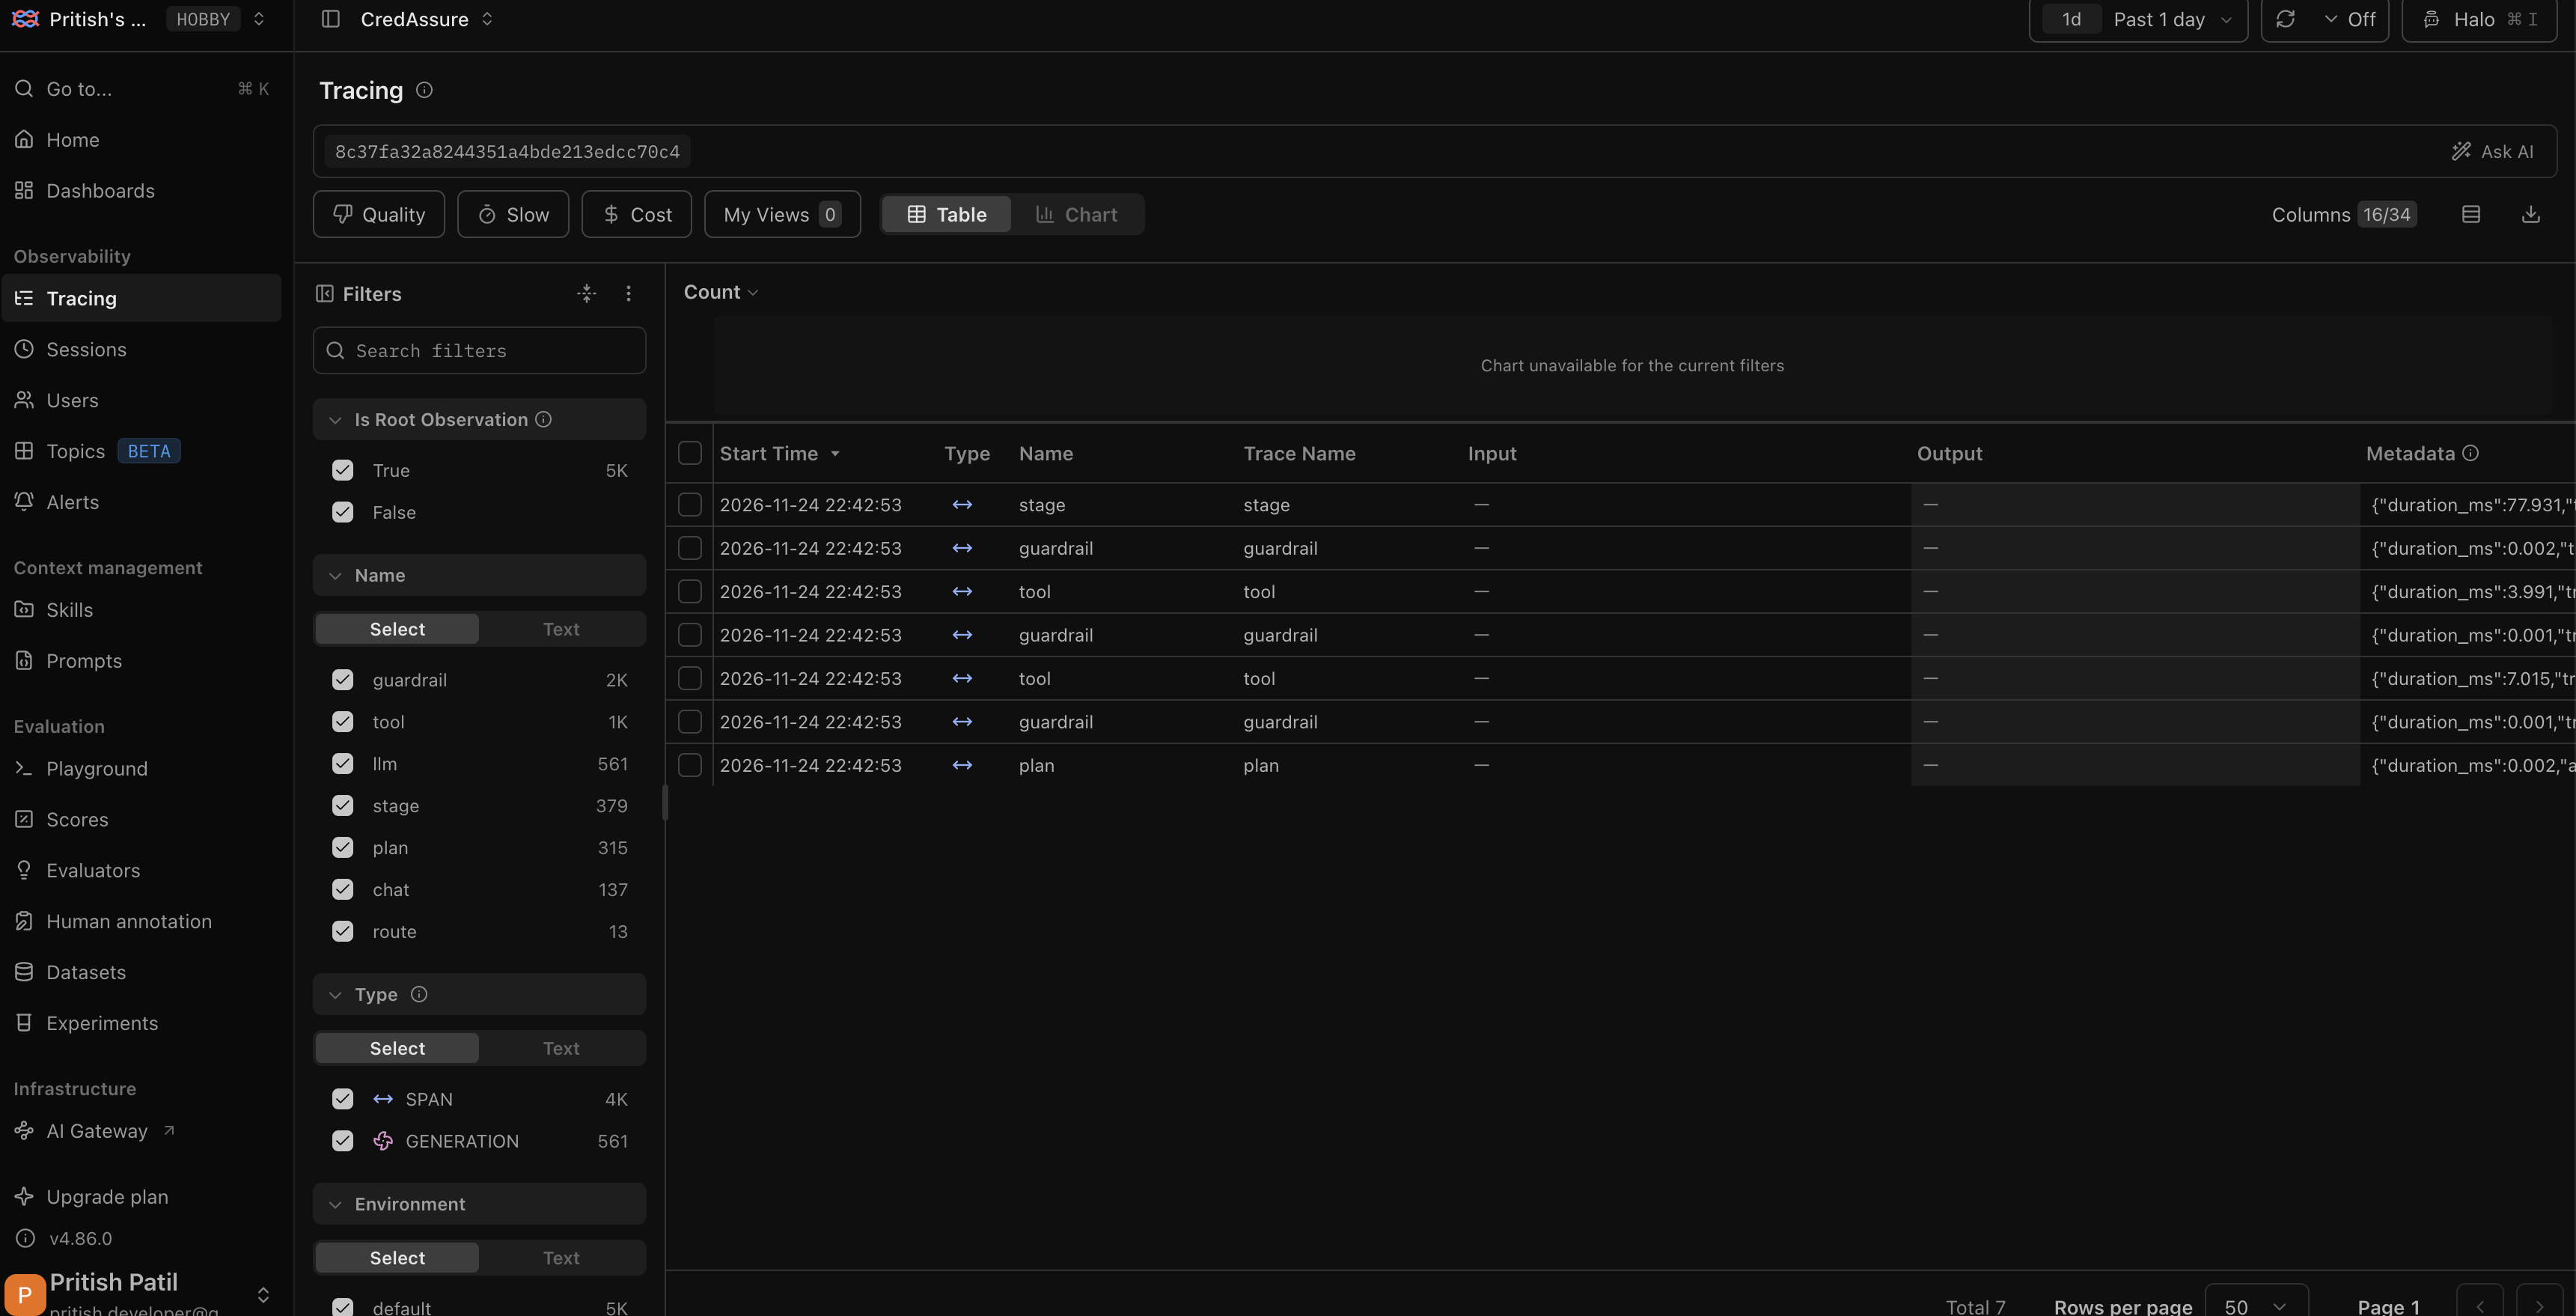 Pritish's ... HOBBY
CredAssure
1d Past 1 day
Off
Halo ⌘ I
Go to... ⌘ K
Home
Dashboards
Observability
Tracing
Sessions
Users
Topics BETA
Alerts
Context management
Skills
Prompts
Evaluation
Playground
Scores
Evaluators
Human annotation
Datasets
Experiments
Infrastructure
AI Gateway
Upgrade plan
v4.86.0
P
Pritish Patil
pritish.developer@g
Tracing
8c37fa32a8244351a4bde213edcc70c4
Ask AI
Quality Slow Cost My Views 0 Table Chart
Columns 16/34
Filters
Search filters
Is Root Observation
True 5K
False
Name
Select Text
guardrail 2K
tool 1K
llm 561
stage 379
plan 315
chat 137
route 13
Type
Select Text
SPAN 4K
GENERATION 561
Environment
Select Text
default 5K
Count
Chart unavailable for the current filters
Start Time Type Name Trace Name Input Output Metadata
2026-11-24 22:42:53 stage stage — — {"duration_ms":77.931,"t
2026-11-24 22:42:53 guardrail guardrail — — {"duration_ms":0.002,"t
2026-11-24 22:42:53 tool tool — — {"duration_ms":3.991,"tr
2026-11-24 22:42:53 guardrail guardrail — — {"duration_ms":0.001,"tr
2026-11-24 22:42:53 tool tool — — {"duration_ms":7.015,"tr
2026-11-24 22:42:53 guardrail guardrail — — {"duration_ms":0.001,"tr
2026-11-24 22:42:53 plan plan — — {"duration_ms":0.002,"a
Total 7 Rows per page 50 Page 1